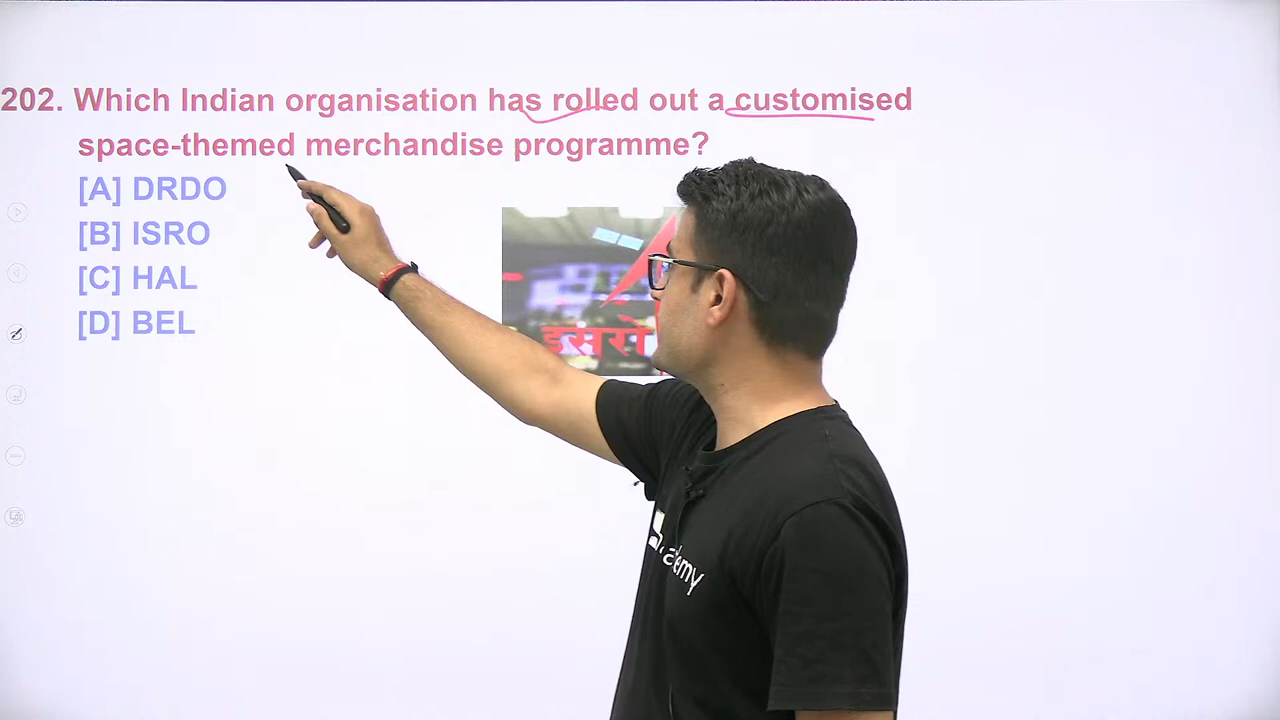 202. Which Indian organisation has rolled out a customised
space-themed merchandise programme?
[A] DRDO
[B] ISRO
[C] HAL
[D] BEL
इसरो